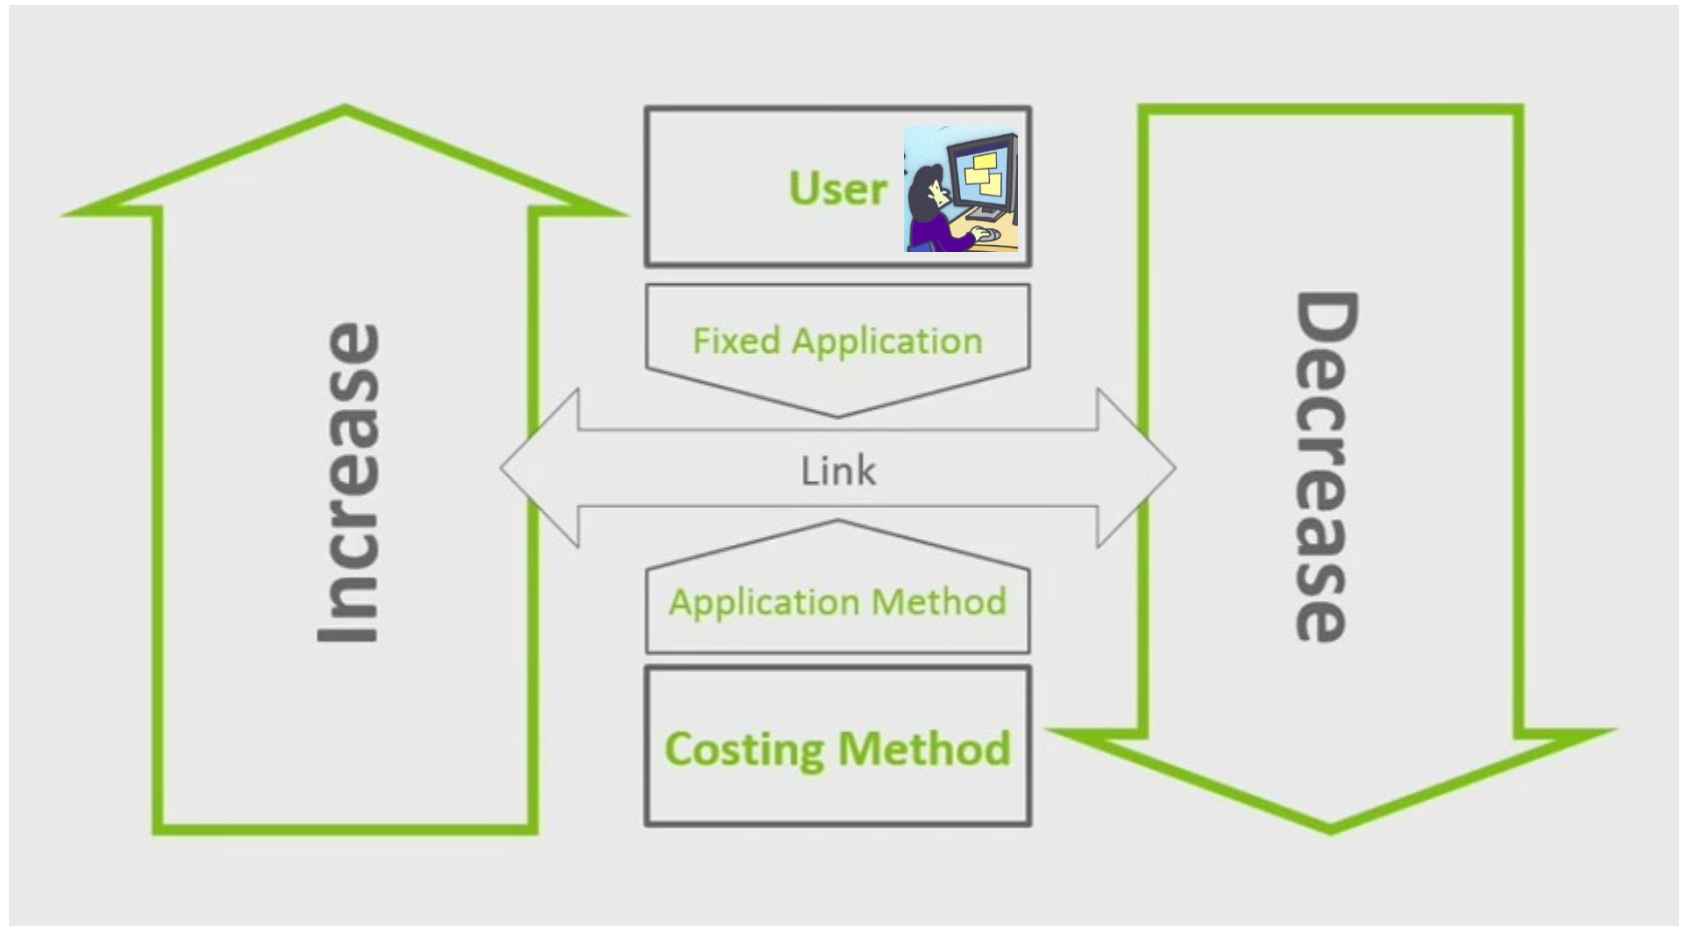 Increase
User
Fixed Application
Link
Application Method
Costing Method
Decrease